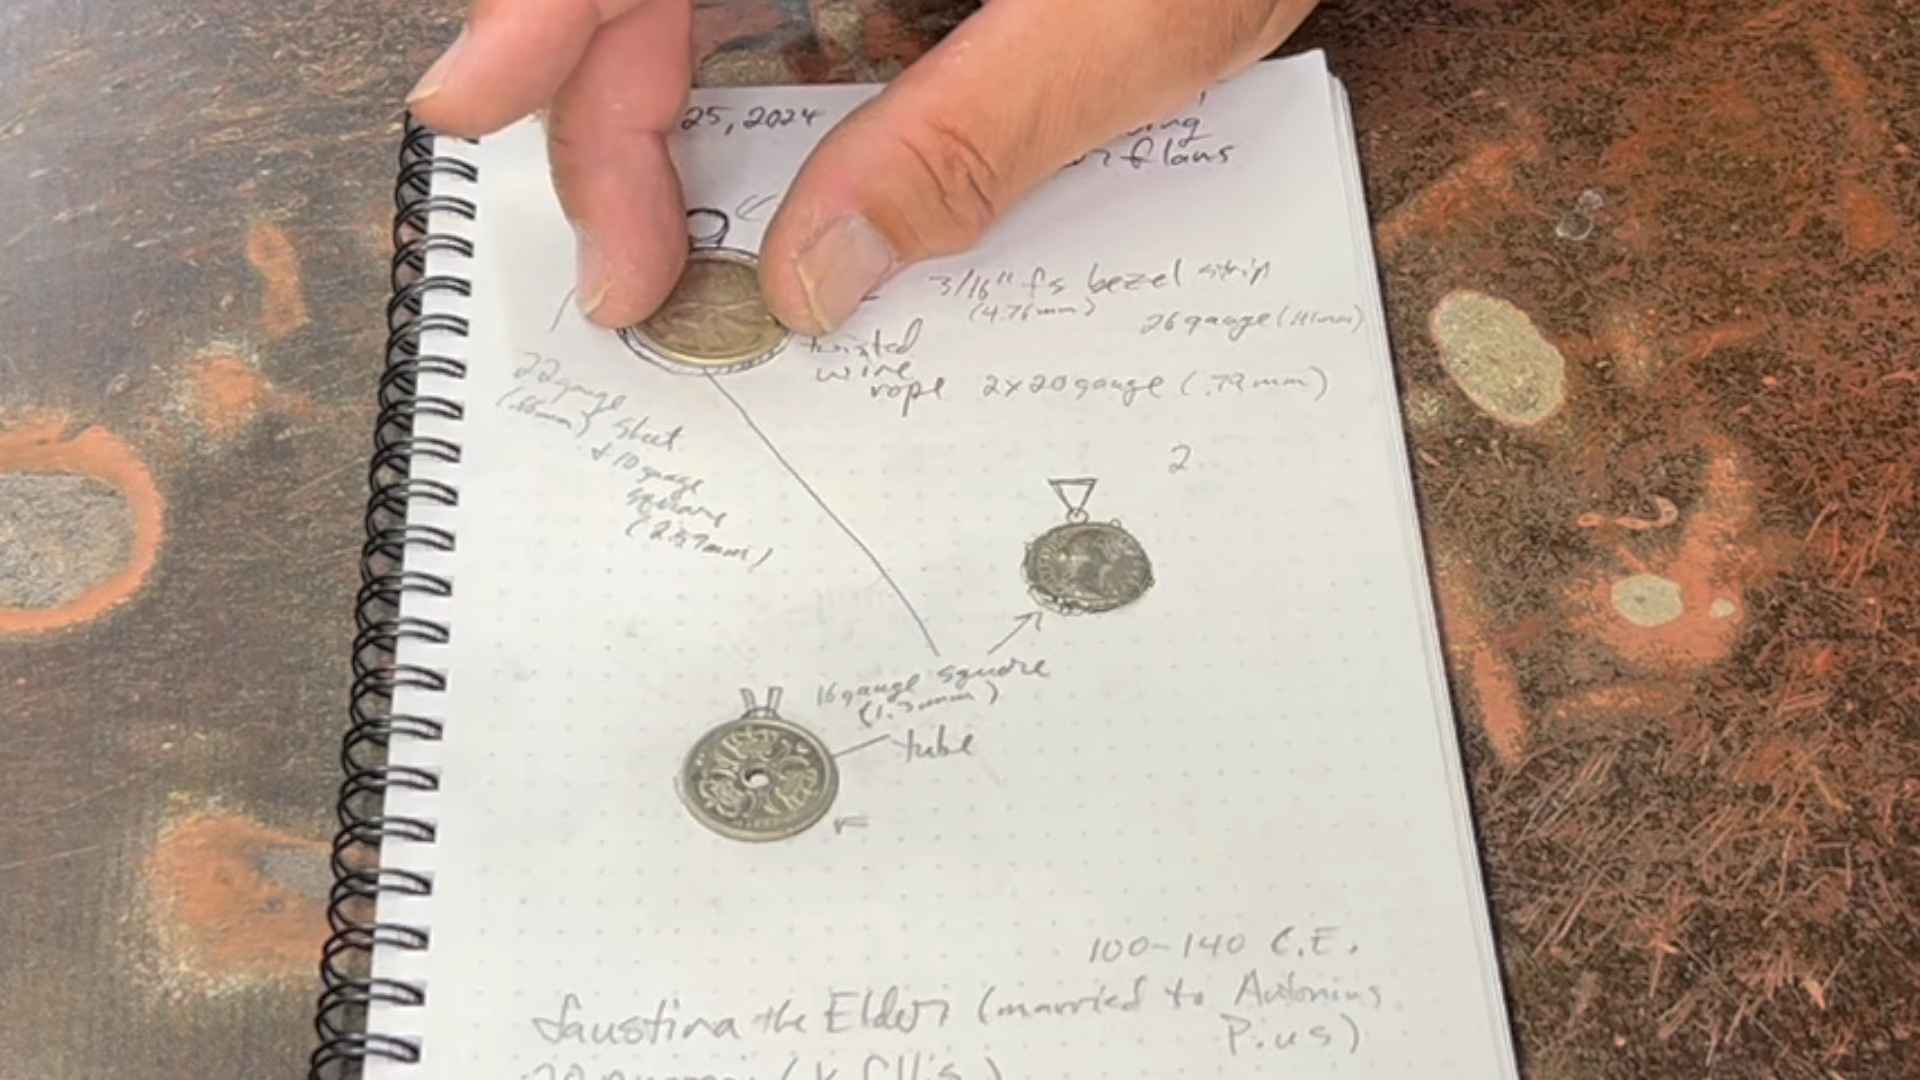 25, 2024
flans
3/16" fs bezel strip
(4.76mm)
26 gauge (.41mm)
twisted
wire
rope 2x20 gauge (.79mm)
22 gauge
sheet
+ 10 gauge
square
(2.59mm)
2
16 gauge square
tube
100-140 C.E.
Faustina the Elder (married to Antonius
Pius)